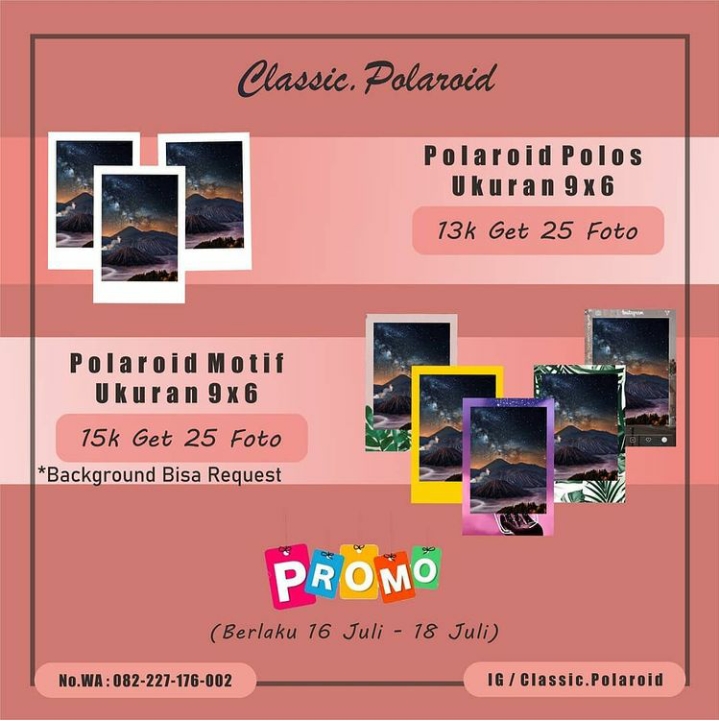 Classic.Polaroid
Polaroid Polos
Ukuran 9x6
13k Get 25 Foto
Polaroid Motif
Ukuran 9x6
15k Get 25 Foto
*Background Bisa Request
Instagram
PROMO
(Berlaku 16 Juli - 18 Juli)
No.WA : 082-227-176-002
IG / Classic.Polaroid